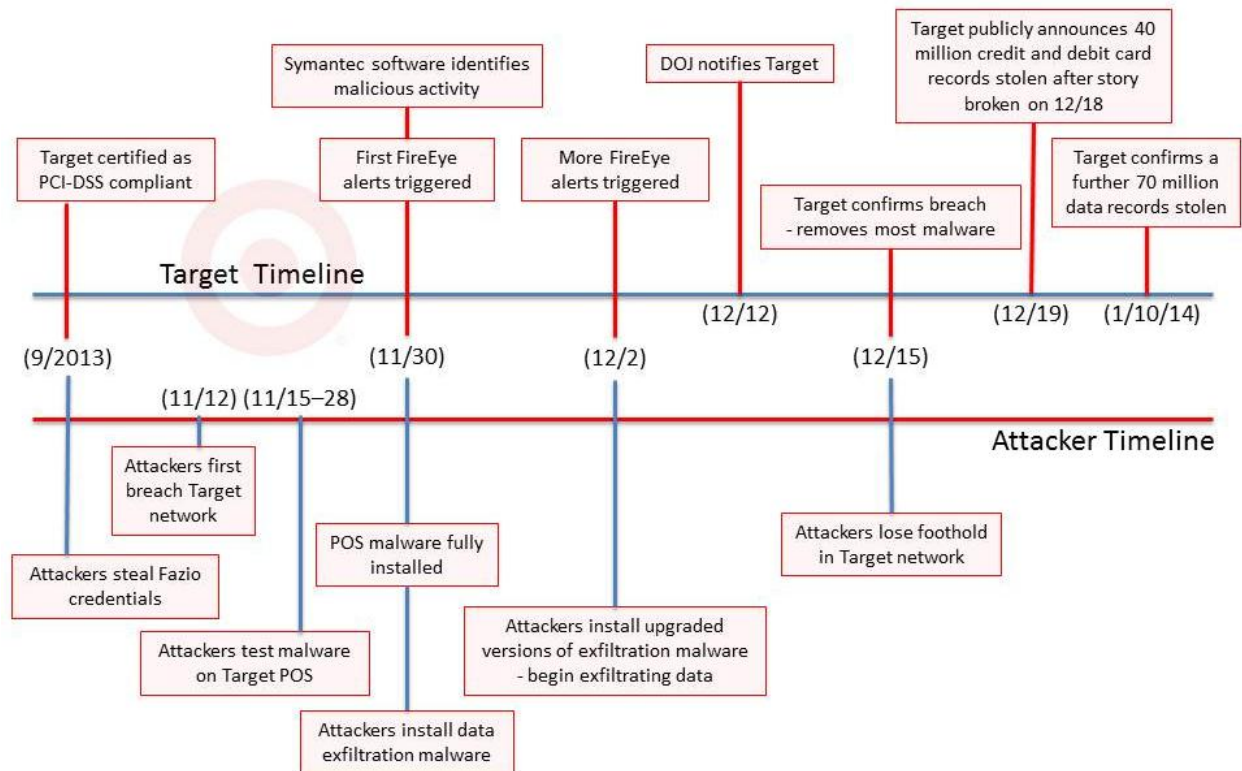 Target publicly announces 40
million credit and debit card
records stolen after story
broken on 12/18
Symantec software identifies
malicious activity
DOJ notifies Target
Target certified as
PCI-DSS compliant
First FireEye
alerts triggered
More FireEye
alerts triggered
Target confirms breach
- removes most malware
Target confirms a
further 70 million
data records stolen
Target Timeline
(12/12)
(12/19)
(1/10/14)
(9/2013)
(11/30)
(12/2)
(12/15)
(11/12)
(11/15–28)
Attacker Timeline
Attackers first
breach Target
network
Attackers steal Fazio
credentials
POS malware fully
installed
Attackers lose foothold
in Target network
Attackers test malware
on Target POS
Attackers install upgraded
versions of exfiltration malware
- begin exfiltrating data
Attackers install data
exfiltration malware